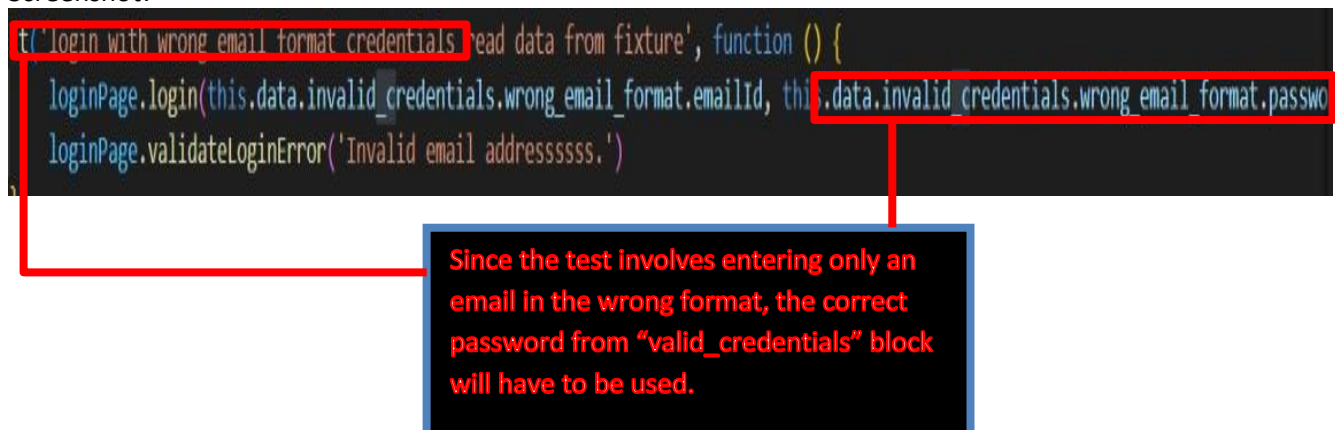 t('login with wrong email format credentials read data from fixture', function () {
loginPage.login(this.data.invalid_credentials.wrong_email_format.emailId, this.data.invalid_credentials.wrong_email_format.passwo
loginPage.validateLoginError('Invalid email addressssss.')
Since the test involves entering only an
email in the wrong format, the correct
password from “valid_credentials” block
will have to be used.